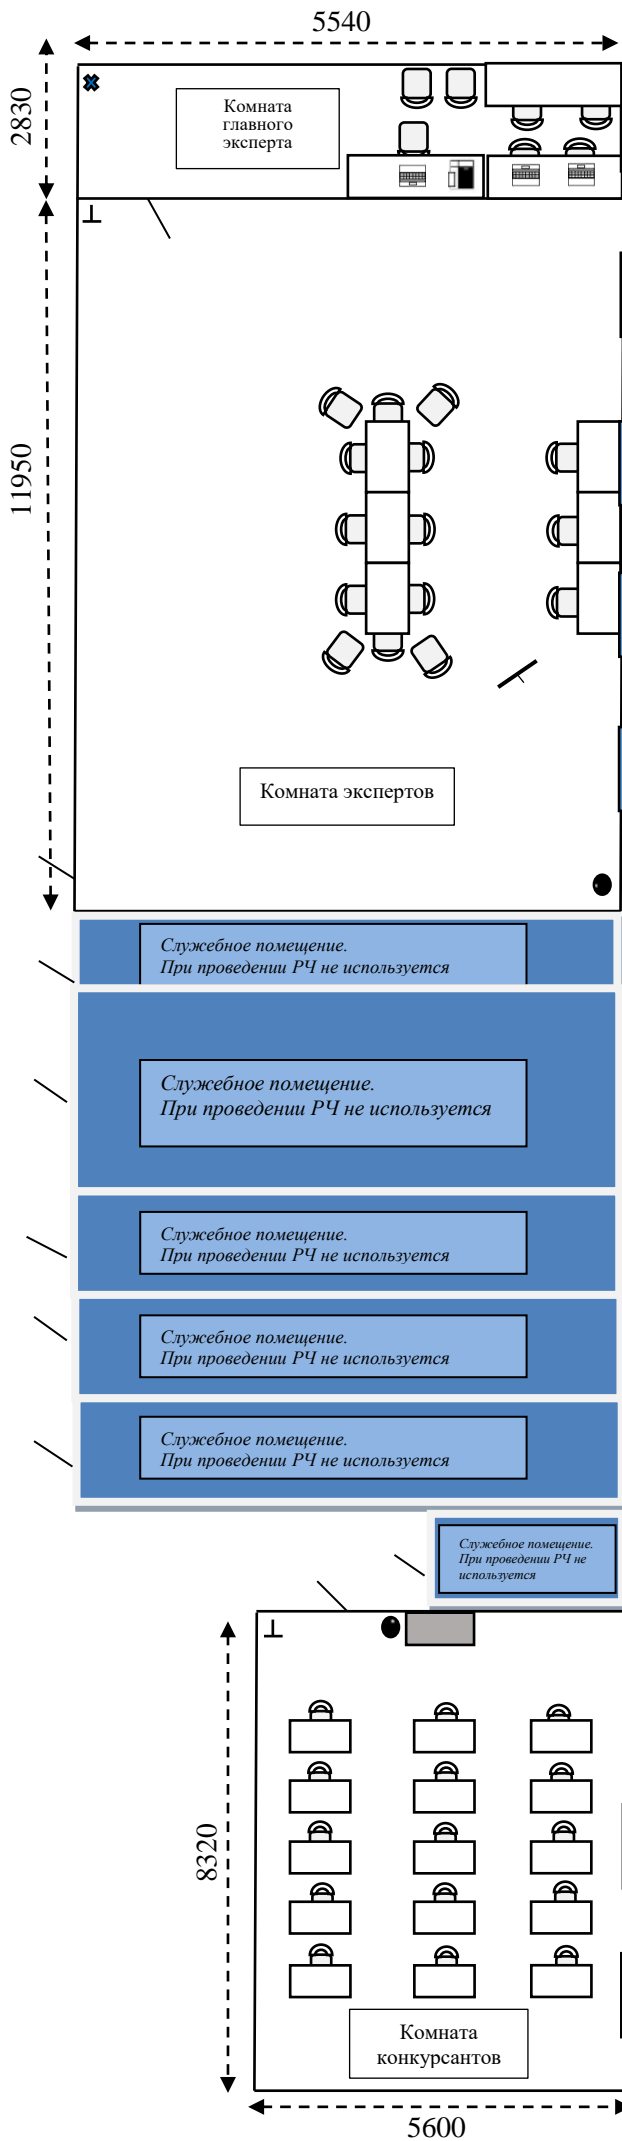 5540
2830
Комната
главного
эксперта
11950
Комната экспертов
Служебное помещение.
При проведении РЧ не используется
Служебное помещение.
При проведении РЧ не используется
Служебное помещение.
При проведении РЧ не используется
Служебное помещение.
При проведении РЧ не используется
Служебное помещение.
При проведении РЧ не используется
Служебное помещение.
При проведении РЧ не
используется
8320
Комната
конкурсантов
5600